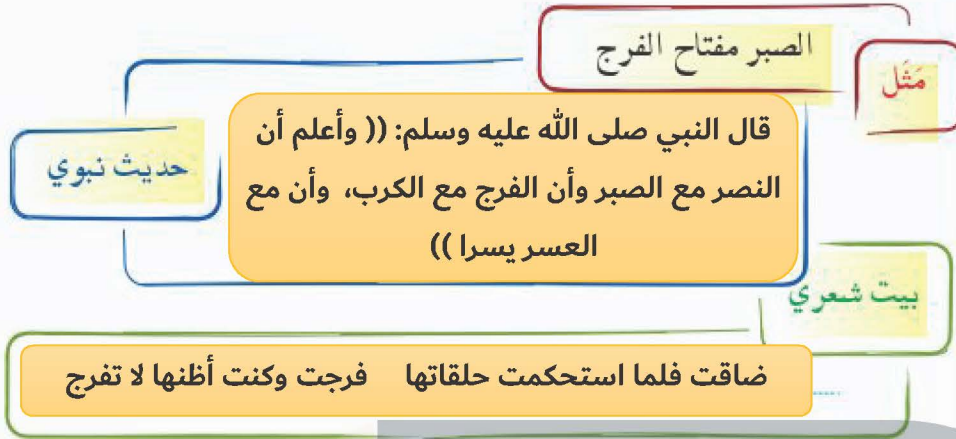 الصبر مفتاح الفرج
مَثَل
قال النبي صلى الله عليه وسلم: (( وأعلم أن
النصر مع الصبر وأن الفرج مع الكرب، وأن مع
العسر يسرا ))
حديث نبوي
بيت شعري
ضاقت فلما استحكمت حلقاتها فرجت وكنت أظنها لا تفرج